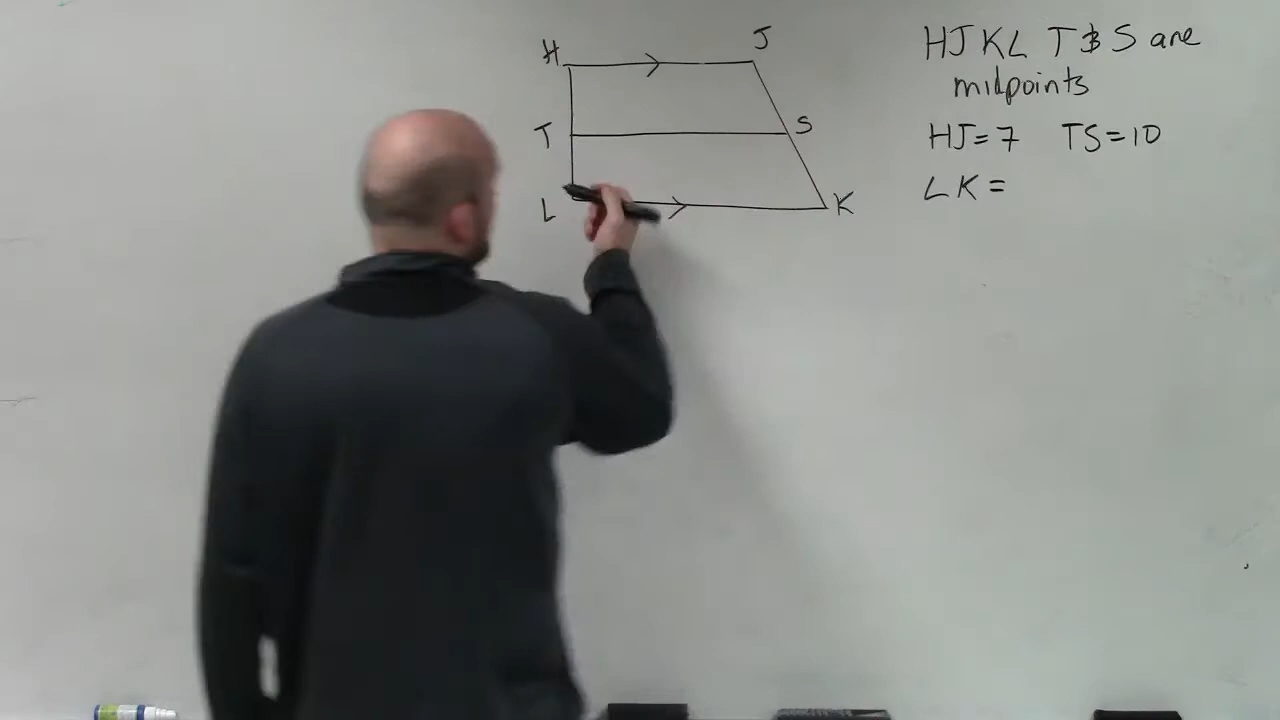 H
J
T
S
L
K
HJKL T & S are
midpoints
HJ=7 TS=10
LK=